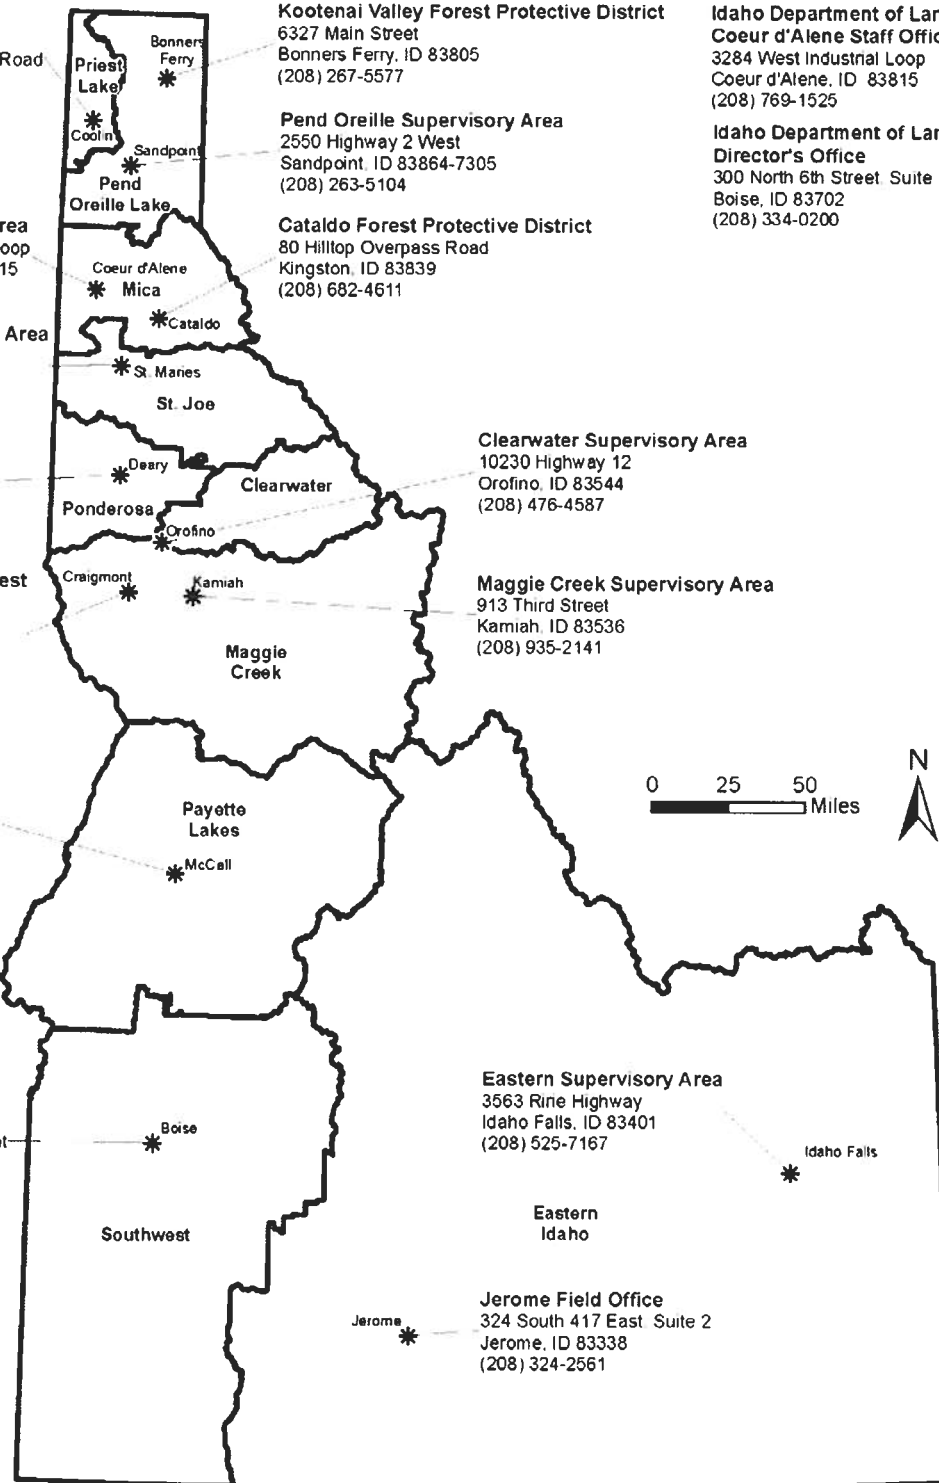 Kootenai Valley Forest Protective District
6327 Main Street
Bonners Ferry, ID 83805
(208) 267-5577
Idaho Department of
Coeur d'Alene Staff
3284 West Industrial Loop
Coeur d'Alene, ID 83815
(208) 769-1525
Road
Priest
Lake
Bonners
Ferry
Coolin
Sandpoint
Pend
Oreille Lake
Pend Oreille Supervisory Area
2550 Highway 2 West
Sandpoint, ID 83864-7305
(208) 263-5104
Idaho Department of
Director's Office
300 North 6th Street Suite
Boise, ID 83702
(208) 334-0200
Cataldo Forest Protective District
80 Hilltop Overpass Road
Kingston, ID 83839
(208) 682-4611
15
Coeur d'Alene
Mica
Cataldo
Area
St. Maries
St. Joe
Deary
Ponderosa
Clearwater
Orofino
Clearwater Supervisory Area
10230 Highway 12
Orofino, ID 83544
(208) 476-4587
Craigmont
Kamiah
Maggie
Creek
Maggie Creek Supervisory Area
913 Third Street
Kamiah, ID 83536
(208) 935-2141
0 25 50
Miles
N
Payette
Lakes
McCall
Boise
Southwest
Eastern Supervisory Area
3563 Ririe Highway
Idaho Falls, ID 83401
(208) 525-7167
Idaho Falls
Eastern
Idaho
Jerome
Jerome Field Office
324 South 417 East Suite 2
Jerome, ID 83338
(208) 324-2561